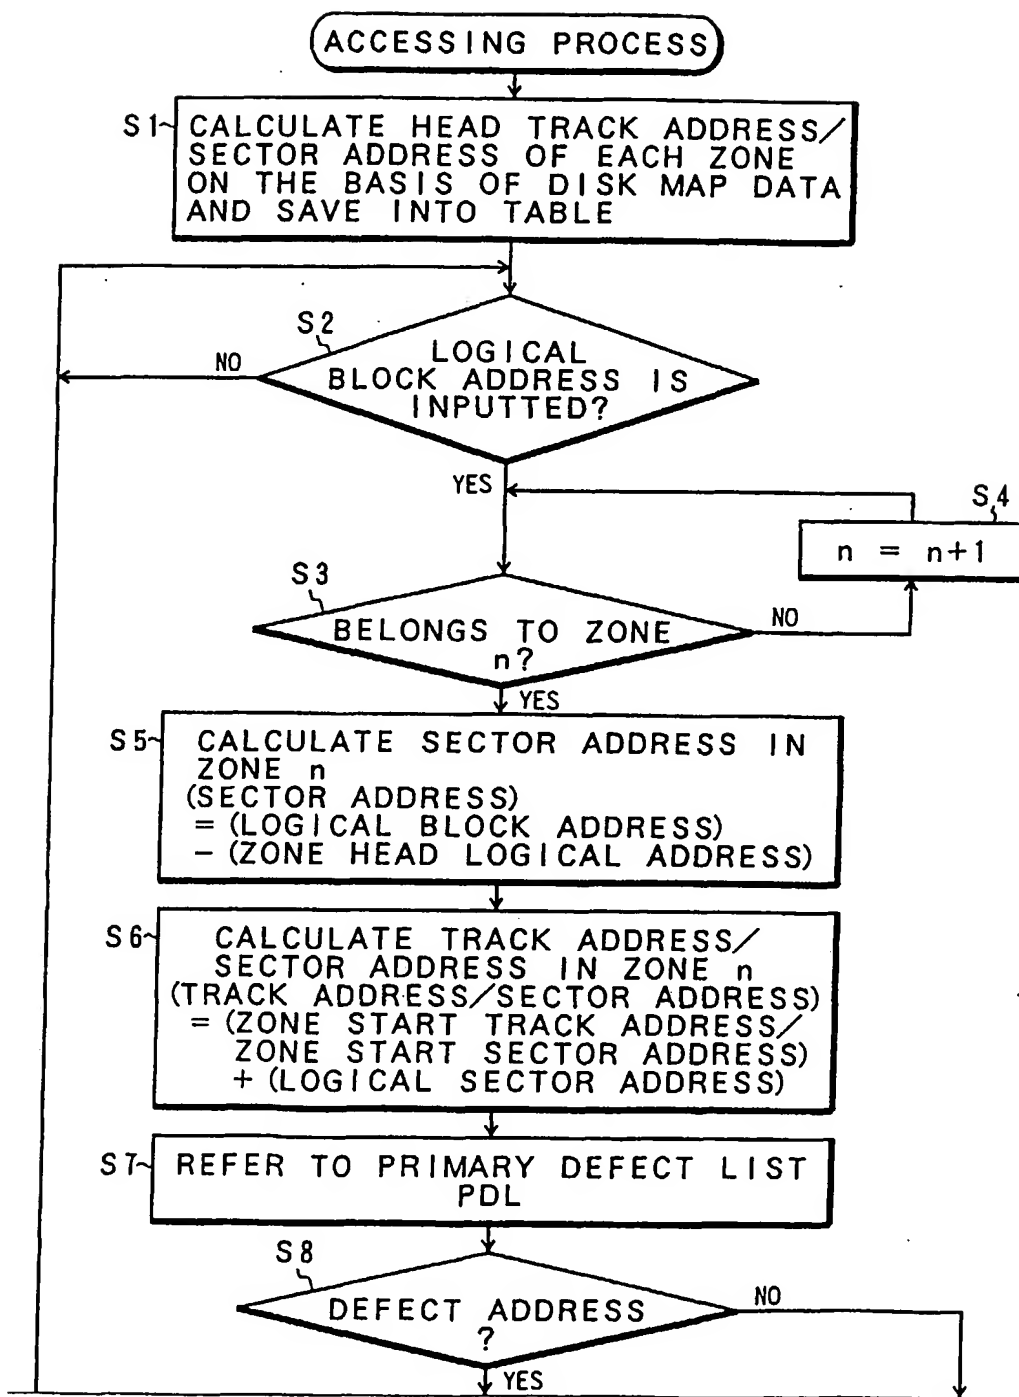 ACCESSING PROCESS
S1
CALCULATE HEAD TRACK ADDRESS/
SECTOR ADDRESS OF EACH ZONE
ON THE BASIS OF DISK MAP DATA
AND SAVE INTO TABLE
S2
NO
LOGICAL
BLOCK ADDRESS IS
INPUTTED?
YES
S4
n = n+1
S3
BELONGS TO ZONE
n?
NO
YES
S5
CALCULATE SECTOR ADDRESS IN
ZONE n
(SECTOR ADDRESS)
= (LOGICAL BLOCK ADDRESS)
- (ZONE HEAD LOGICAL ADDRESS)
S6
CALCULATE TRACK ADDRESS/
SECTOR ADDRESS IN ZONE n
(TRACK ADDRESS/SECTOR ADDRESS)
= (ZONE START TRACK ADDRESS/
ZONE START SECTOR ADDRESS)
+ (LOGICAL SECTOR ADDRESS)
S7
REFER TO PRIMARY DEFECT LIST
PDL
S8
DEFECT ADDRESS
?
NO
YES